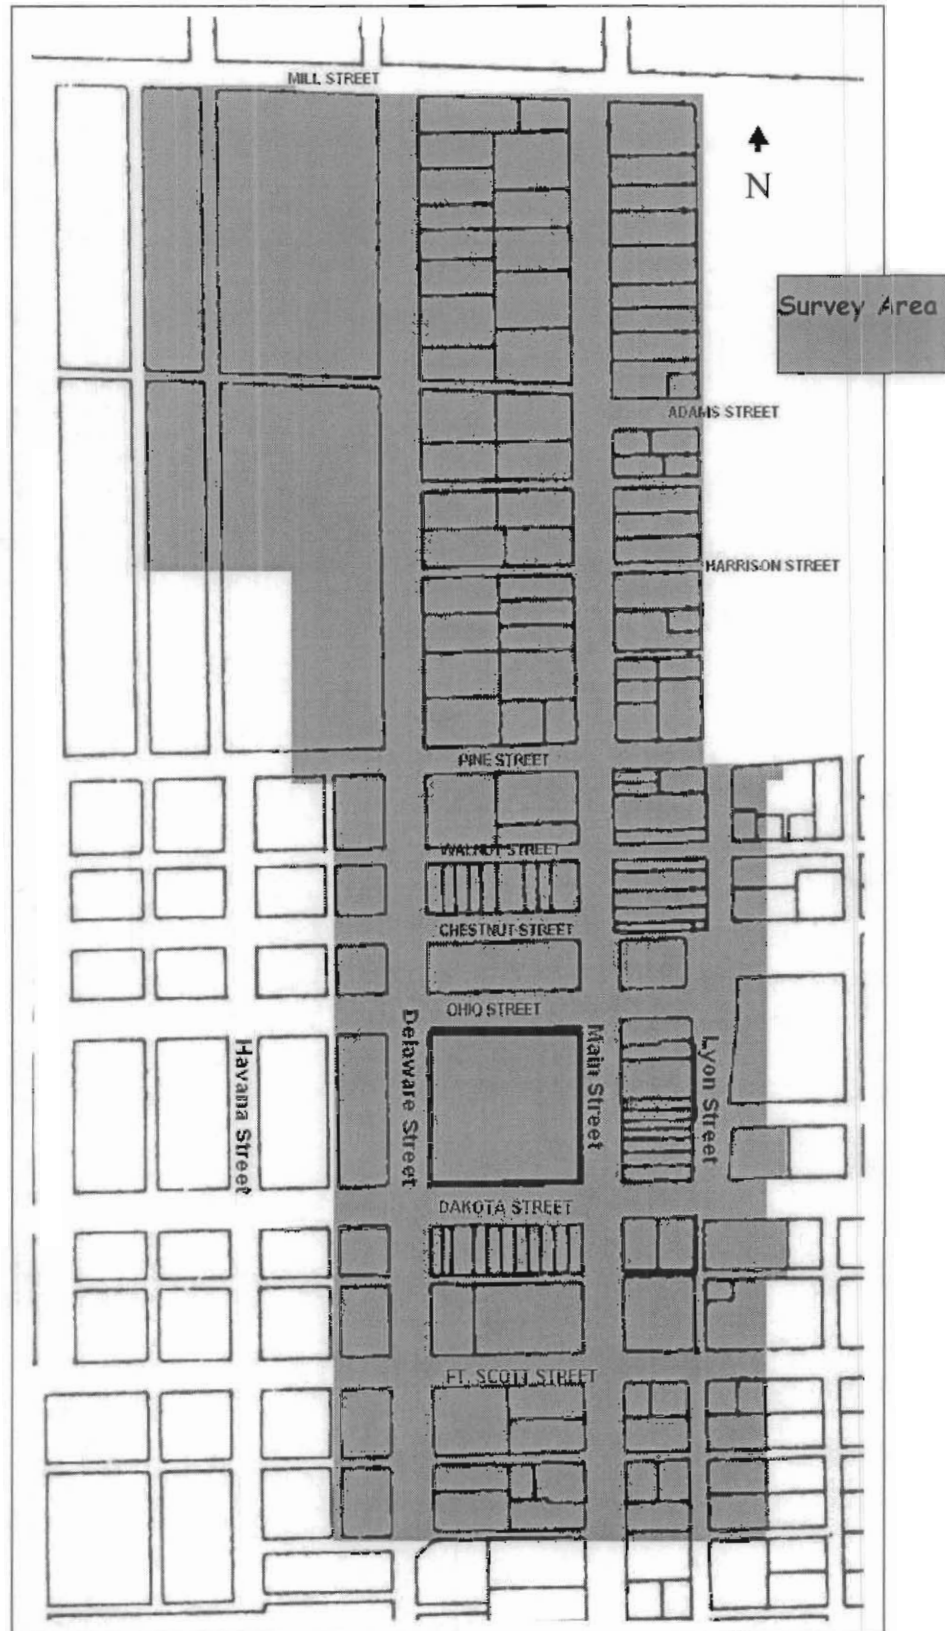 MILL STREET
N
Survey Area
ADAMS STREET
HARRISON STREET
PINE STREET
WALNUT STREET
CHESTNUT STREET
OHIO STREET
Havana Street
Delaware Street
Main Street
Lyon Street
DAKOTA STREET
FT. SCOTT STREET